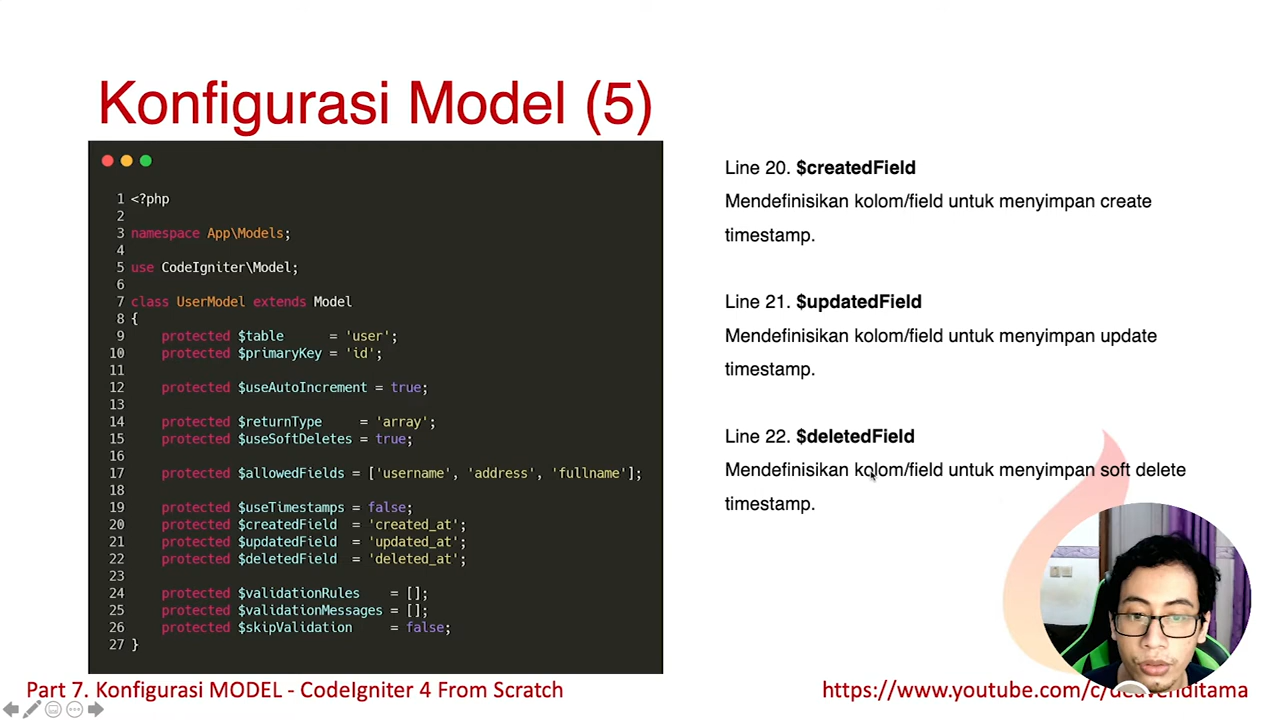 Konfigurasi Model (5)
1 <?php
2
3 namespace App\Models;
4
5 use CodeIgniter\Model;
6
7 class UserModel extends Model
8 {
9 protected $table = 'user';
10 protected $primaryKey = 'id';
11
12 protected $useAutoIncrement = true;
13
14 protected $returnType = 'array';
15 protected $useSoftDeletes = true;
16
17 protected $allowedFields = ['username', 'address', 'fullname'];
18
19 protected $useTimestamps = false;
20 protected $createdField = 'created_at';
21 protected $updatedField = 'updated_at';
22 protected $deletedField = 'deleted_at';
23
24 protected $validationRules = [];
25 protected $validationMessages = [];
26 protected $skipValidation = false;
27 }
Line 20. $createdField
Mendefinisikan kolom/field untuk menyimpan create
timestamp.
Line 21. $updatedField
Mendefinisikan kolom/field untuk menyimpan update
timestamp.
Line 22. $deletedField
Mendefinisikan kolom/field untuk menyimpan soft delete
timestamp.
Part 7. Konfigurasi MODEL - CodeIgniter 4 From Scratch
https://www.youtube.com/c/deavenditama